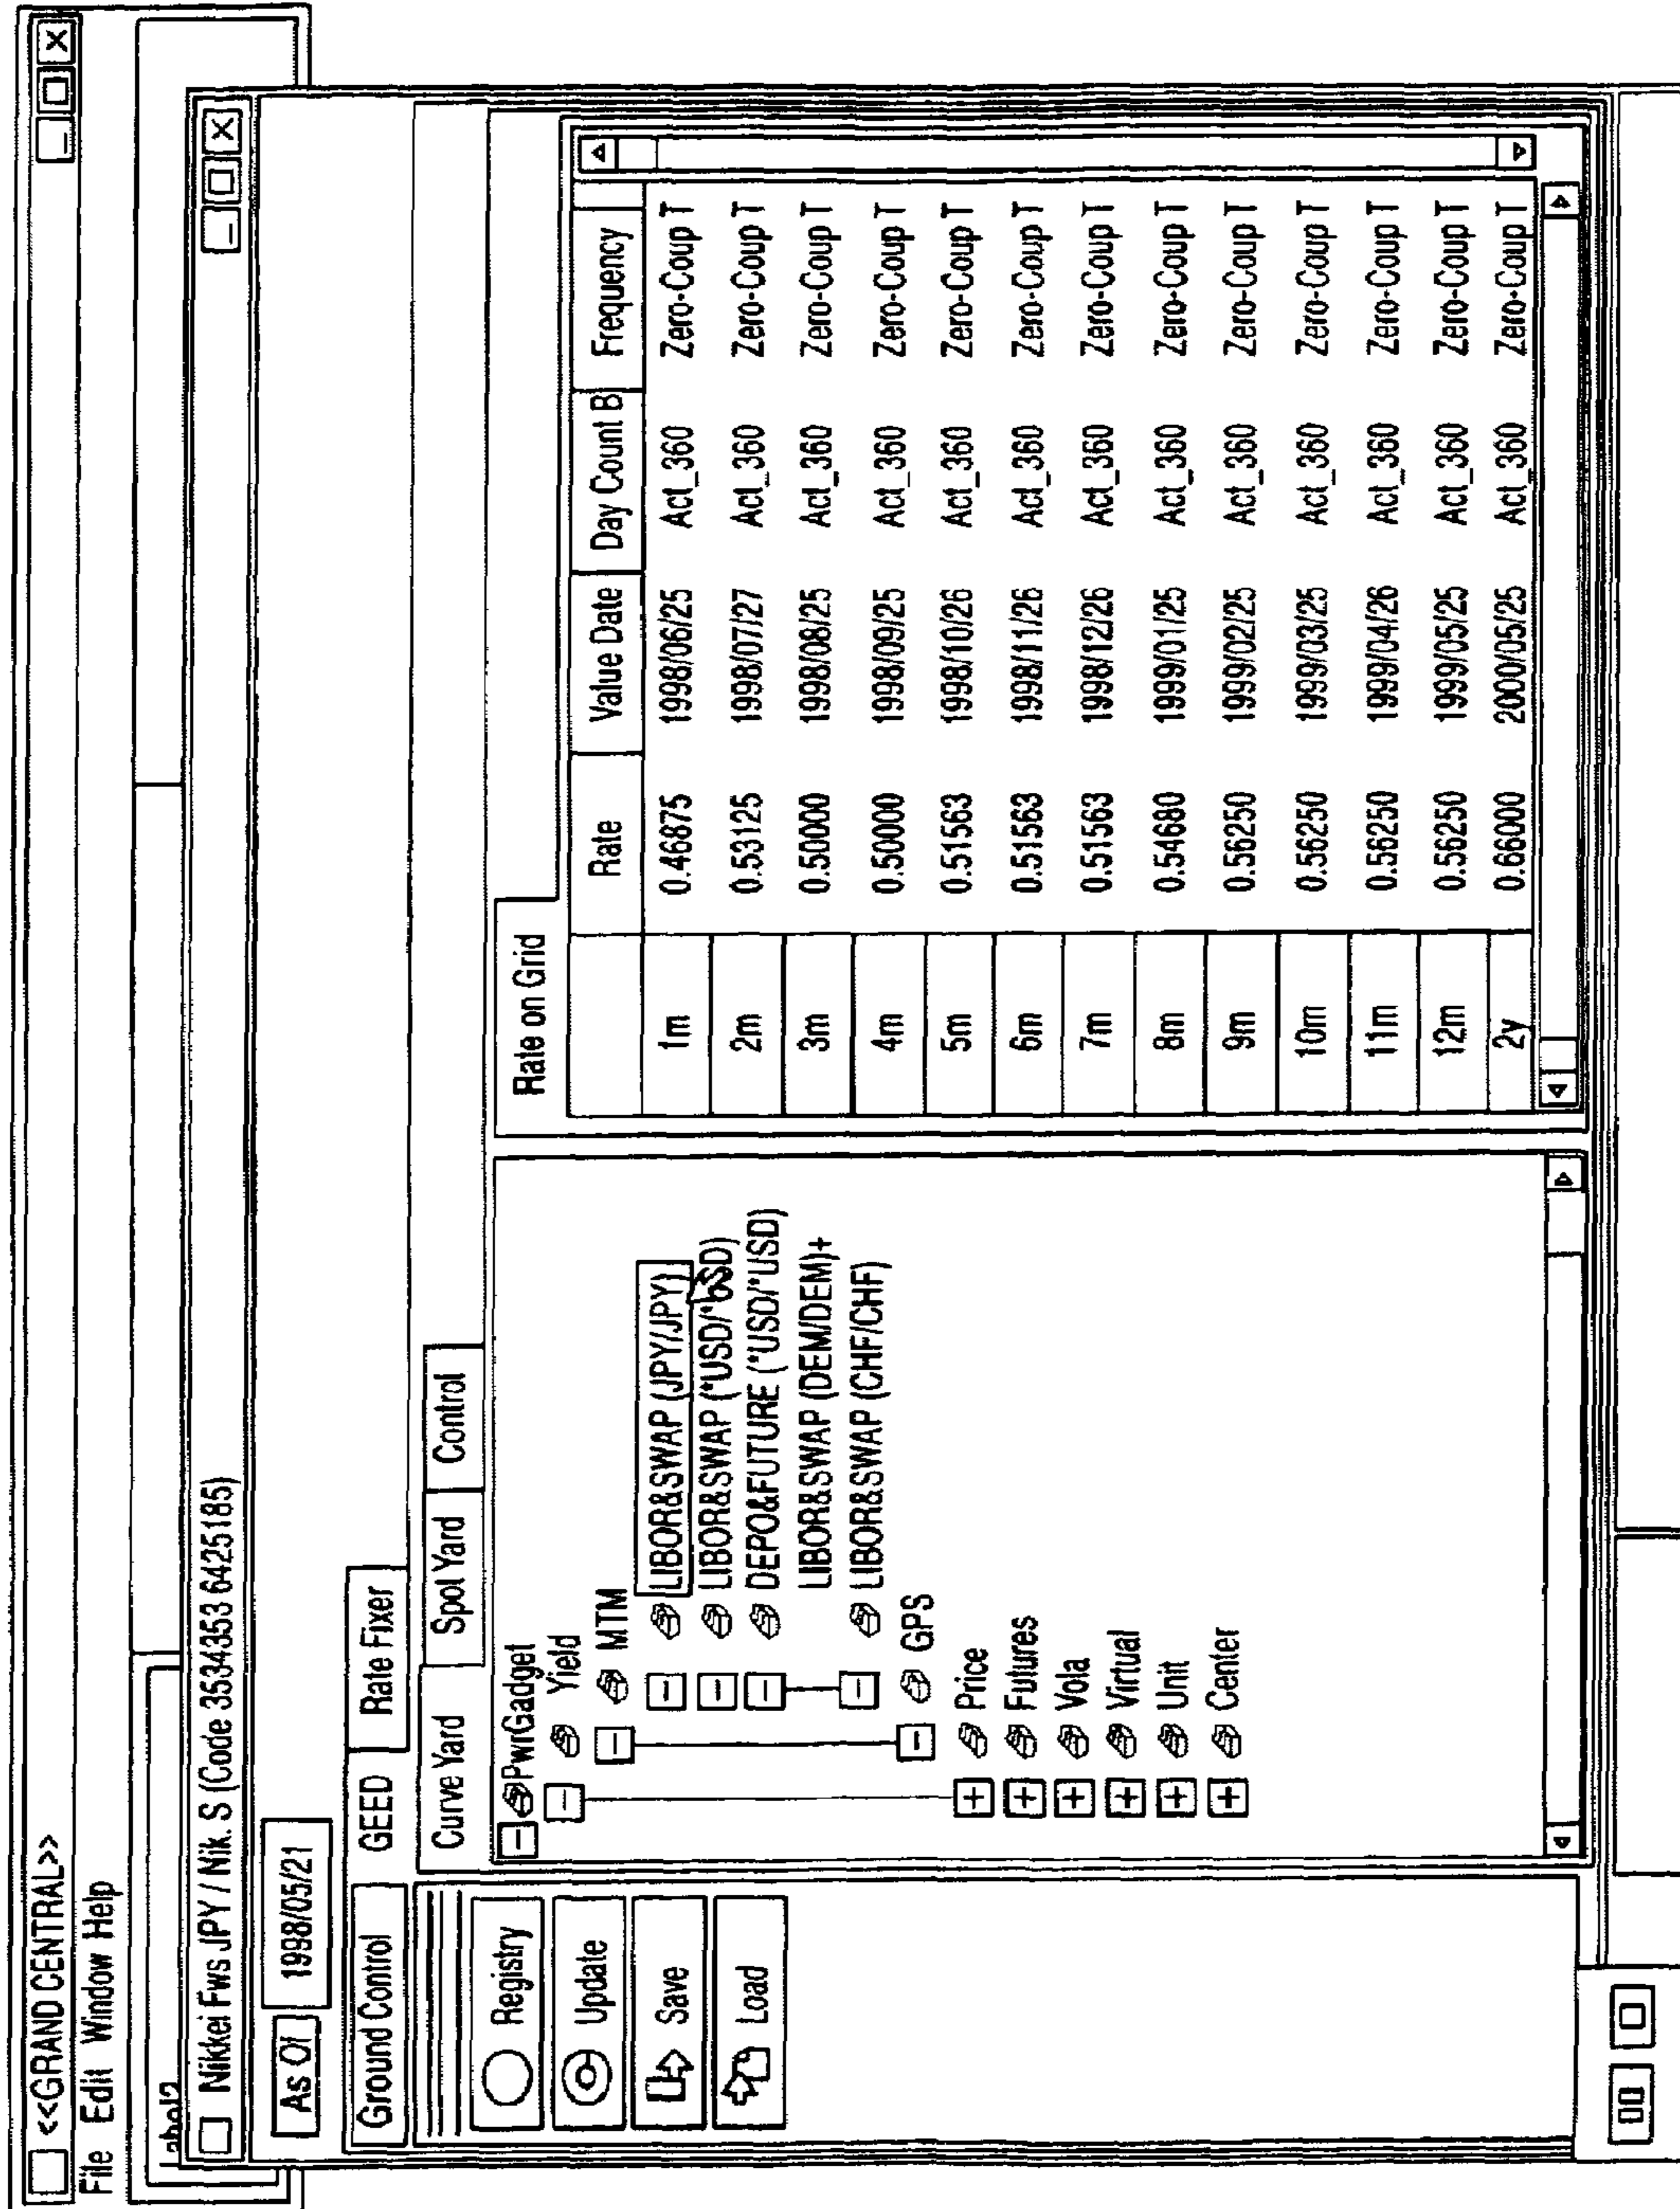 <<GRAND CENTRAL>>
File Edit Window Help
Nikkei Fws JPY / Nik. S (Code 3534353 6425185)
As Of 1998/05/21
Ground Control GEED Rate Fixer
Curve Yard Spot Yard Control
Registry
Update
Save
Load
PwrGadget
Yield
MTM
LIBOR&SWAP (JPY/JPY)
LIBOR&SWAP (*USD/*USD)
DEPO&FUTURE (*USD/*USD)
LIBOR&SWAP (DEM/DEM)+
LIBOR&SWAP (CHF/CHF)
GPS
Price
Futures
Vola
Virtual
Unit
Center
Rate on Grid
Rate Value Date Day Count B Frequency
1m 0.46875 1998/06/25 Act_360 Zero-Coup T
2m 0.53125 1998/07/27 Act_360 Zero-Coup T
3m 0.50000 1998/08/25 Act_360 Zero-Coup T
4m 0.50000 1998/09/25 Act_360 Zero-Coup T
5m 0.51563 1998/10/26 Act_360 Zero-Coup T
6m 0.51563 1998/11/26 Act_360 Zero-Coup T
7m 0.51563 1998/12/26 Act_360 Zero-Coup T
8m 0.54680 1999/01/25 Act_360 Zero-Coup T
9m 0.56250 1999/02/25 Act_360 Zero-Coup T
10m 0.56250 1999/03/25 Act_360 Zero-Coup T
11m 0.56250 1999/04/26 Act_360 Zero-Coup T
12m 0.56250 1999/05/25 Act_360 Zero-Coup T
2y 0.66000 2000/05/25 Act_360 Zero-Coup T